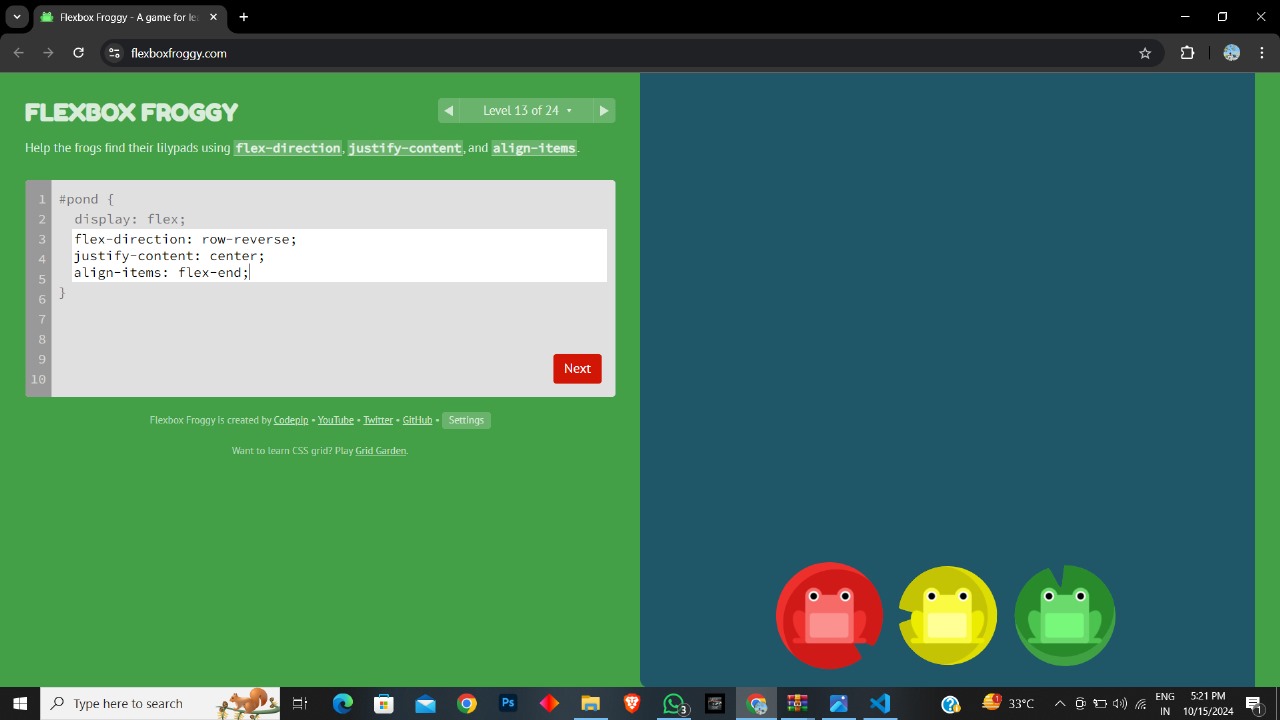 Flexbox Froggy - A game for le
flexboxfroggy.com
FLEXBOX FROGGY
Level 13 of 24
Help the frogs find their lilypads using flex-direction, justify-content, and align-items.
1 #pond {
2 display: flex;
3 flex-direction: row-reverse;
4 justify-content: center;
5 align-items: flex-end;
6 }
7
8
9
10
Next
Flexbox Froggy is created by Codepip • YouTube • Twitter • GitHub • Settings
Want to learn CSS grid? Play Grid Garden.
Type here to search
Ps
3
1
33°C
ENG
IN
5:21 PM
10/15/2024
1